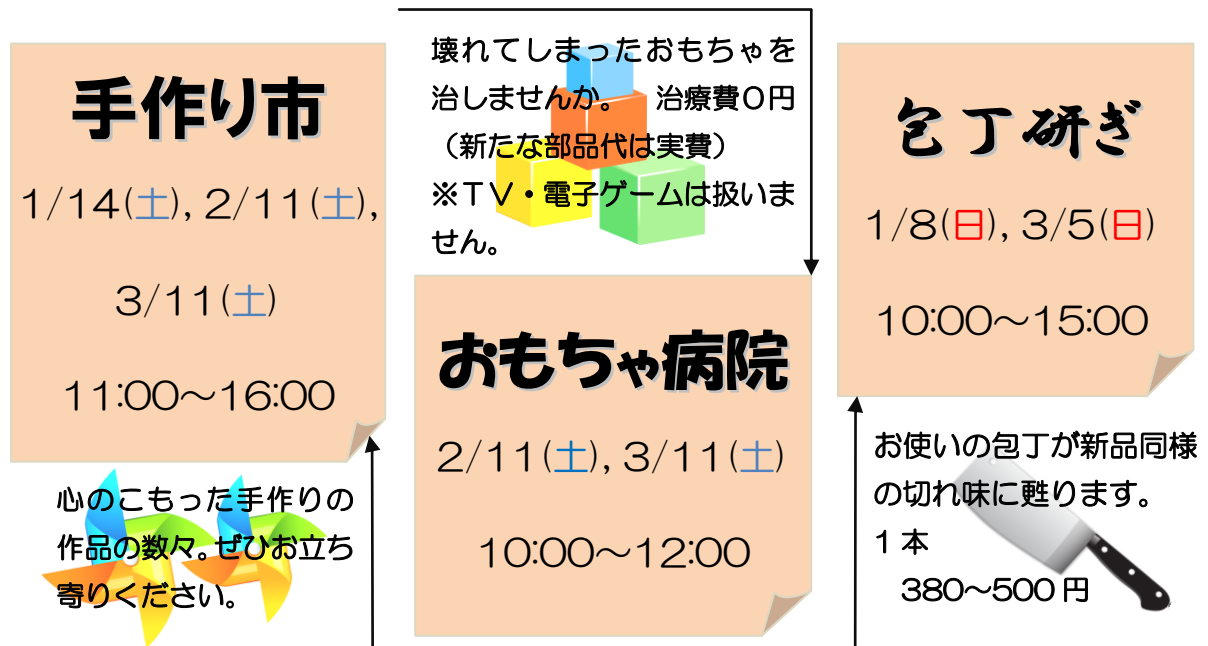 手作り市
1/14(土), 2/11(土),
3/11(土)
11:00～16:00
心のこもった手作りの
作品の数々。ぜひお立ち
寄りください。
壊れてしまったおもちゃを
治しませんか。　治療費０円
（新たな部品代は実費）
※ＴＶ・電子ゲームは扱いま
せん。
おもちゃ病院
2/11(土), 3/11(土)
10:00～12:00
包丁研ぎ
1/8(日), 3/5(日)
10:00～15:00
お使いの包丁が新品同様
の切れ味に甦ります。
1 本
380～500 円